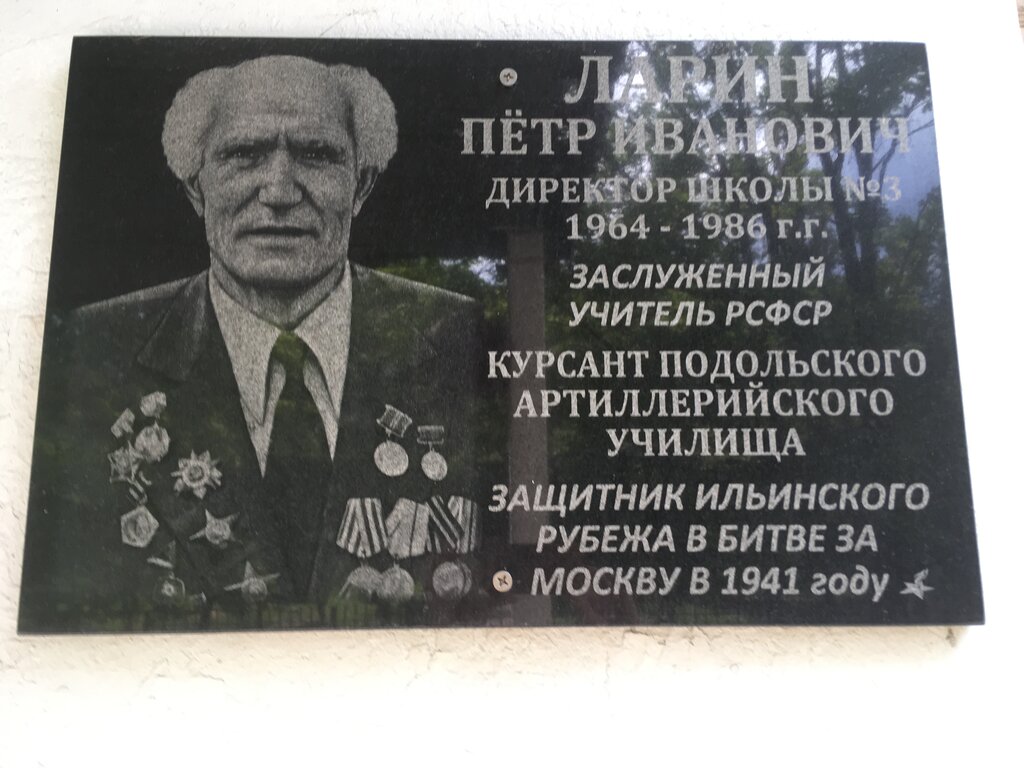 ЛАРИН
ПЁТР ИВАНОВИЧ
ДИРЕКТОР ШКОЛЫ №3
1964 - 1986 г.г.
ЗАСЛУЖЕННЫЙ
УЧИТЕЛЬ РСФСР
КУРСАНТ ПОДОЛЬСКОГО
АРТИЛЛЕРИЙСКОГО
УЧИЛИЩА
ЗАЩИТНИК ИЛЬИНСКОГО
РУБЕЖА В БИТВЕ ЗА
МОСКВУ В 1941 году